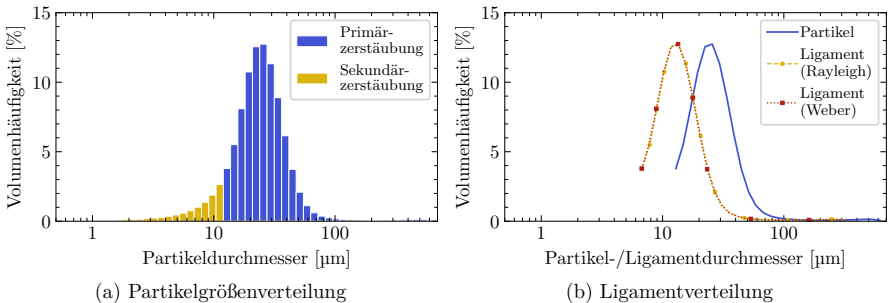 15
10
5
0
Volumenhäufigkeit [%]
Primär-
zerstäubung
Sekundär-
zerstäubung
1
10
100
Partikeldurchmesser [µm]
(a) Partikelgrößenverteilung
15
10
5
0
Volumenhäufigkeit [%]
Partikel
Ligament
(Rayleigh)
Ligament
(Weber)
1
10
100
Partikel-/Ligamentdurchmesser [µm]
(b) Ligamentverteilung